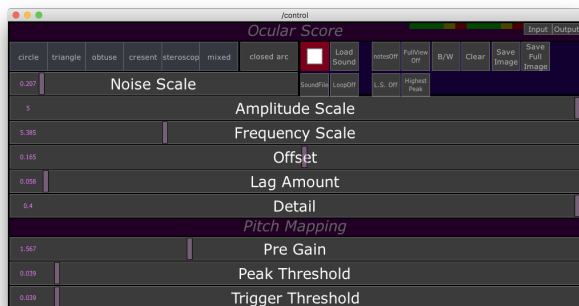 /control
Ocular Score
Input Output
circle triangle obtuse cresent steroscop mixed closed arc Load Sound notesOff FullView Off B/W Clear Save Image Save Full Image
0.207 Noise Scale SoundFile LoopOff L.S. Off Highest Peak
5 Amplitude Scale
5.385 Frequency Scale
0.165 Offset
0.058 Lag Amount
0.4 Detail
Pitch Mapping
1.567 Pre Gain
0.039 Peak Threshold
0.039 Trigger Threshold